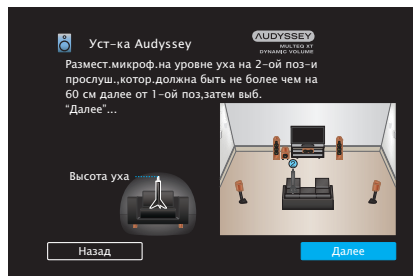 Уст-ка Audyssey
AUDYSSEY
MULTEQ XT
DYNAMIC VOLUME
Размест.микроф.на уровне уха на 2-ой поз-и
прослуш.,котор.должна быть не более чем на
60 см далее от 1-ой поз,затем выб.
“Далее”...
Высота уха
Назад
Далее